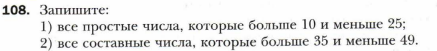 108. Запишите:
1) все простые числа, которые больше 10 и меньше 25;
2) все составные числа, которые больше 35 и меньше 49.